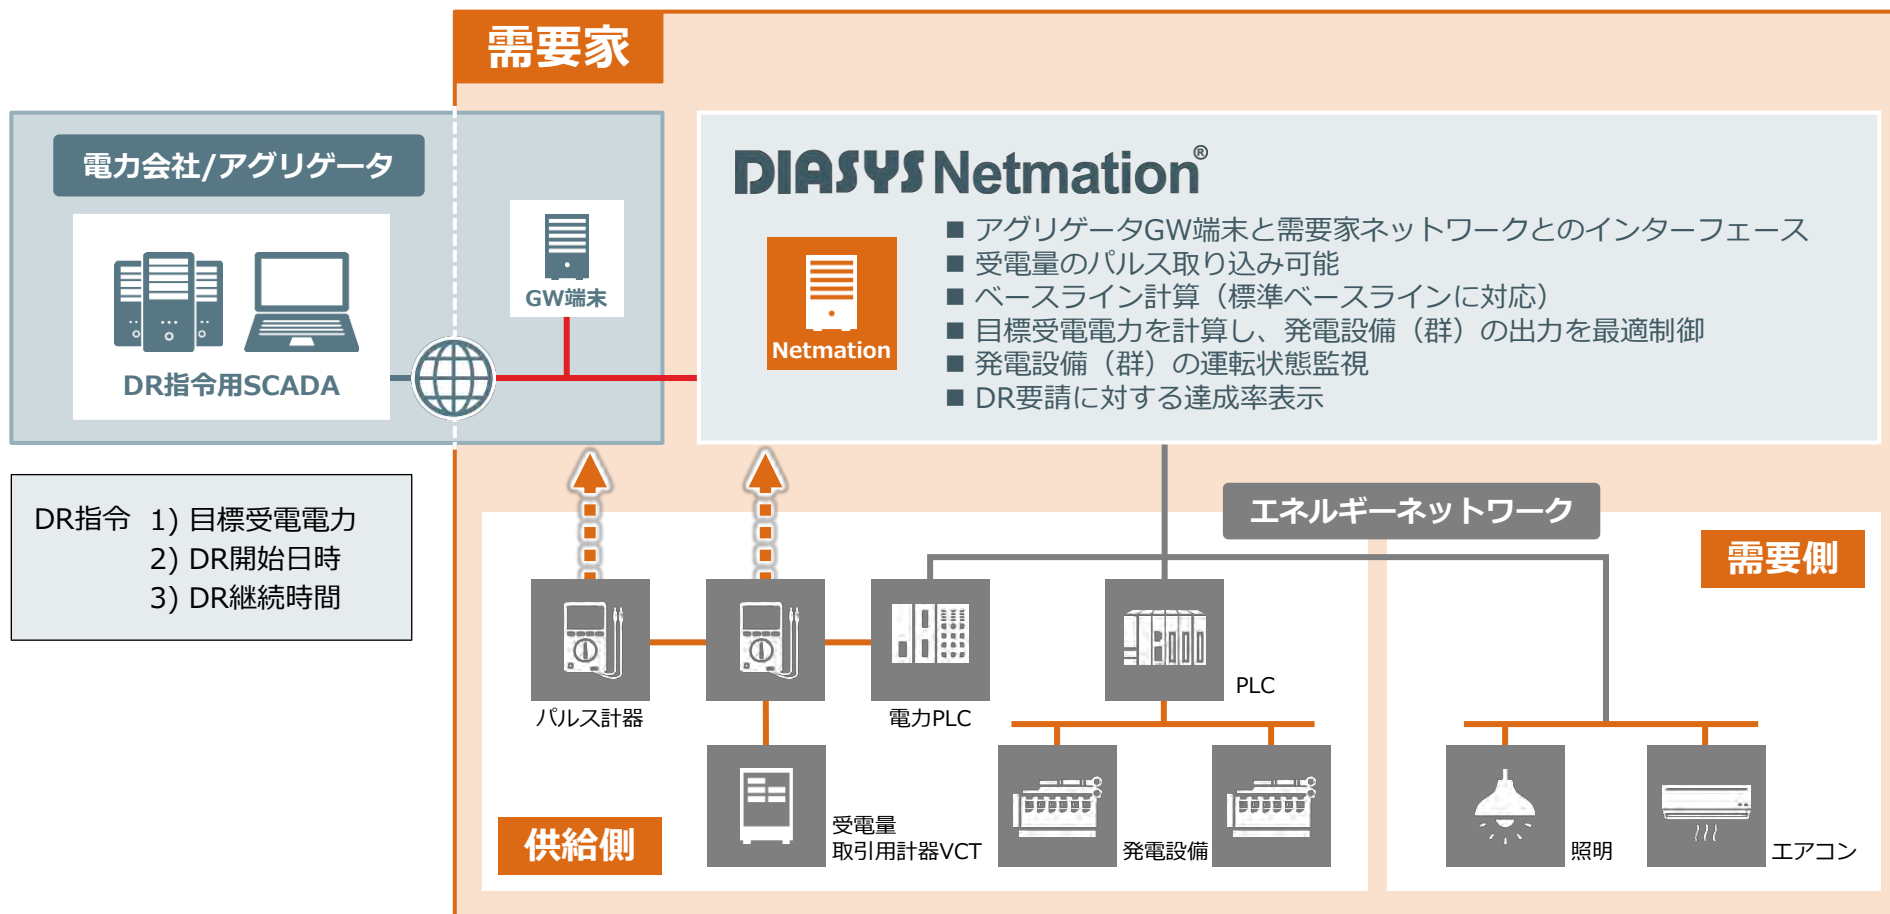 需要家
電力会社/アグリゲータ
DR指令用SCADA
GW端末
DIASYS Netmation®
Netmation
■ アグリゲータGW端末と需要家ネットワークとのインターフェース
■ 受電量のパルス取り込み可能
■ ベースライン計算（標準ベースラインに対応）
■ 目標受電電力を計算し、発電設備（群）の出力を最適制御
■ 発電設備（群）の運転状態監視
■ DR要請に対する達成率表示
DR指令 1) 目標受電電力
2) DR開始日時
3) DR継続時間
エネルギーネットワーク
需要側
パルス計器
電力PLC
PLC
供給側
受電量
取引用計器VCT
発電設備
照明
エアコン